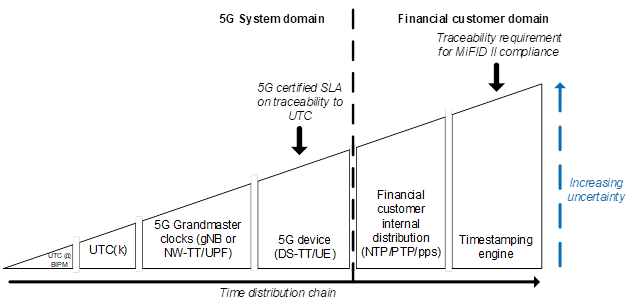 5G System domain
Financial customer domain
Traceability requirement
for MiFID II compliance
5G certified SLA
on traceability to
UTC
Increasing
uncertainty
UTC @
BIPM
UTC(k)
5G Grandmaster
clocks (gNB or
NW-TT/UPF)
5G device
(DS-TT/UE)
Financial
customer
internal
distribution
(NTP/PTP/pps)
Timestamping
engine
Time distribution chain